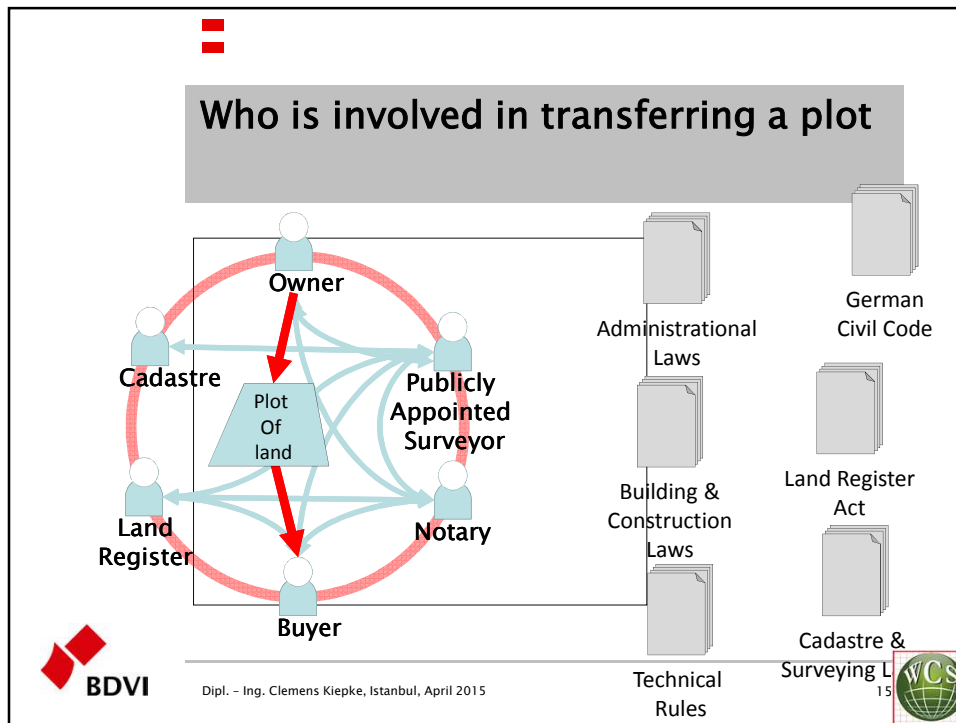 Who is involved in transferring a plot
Owner
Cadastre
Publicly
Appointed
Surveyor
Plot
Of
land
Land
Register
Notary
Buyer
Administrational
Laws
German
Civil Code
Building &
Construction
Laws
Land Register
Act
Technical
Rules
Cadastre &
Surveying L
BDVI
Dipl. – Ing. Clemens Kiepke, Istanbul, April 2015
15
WCS